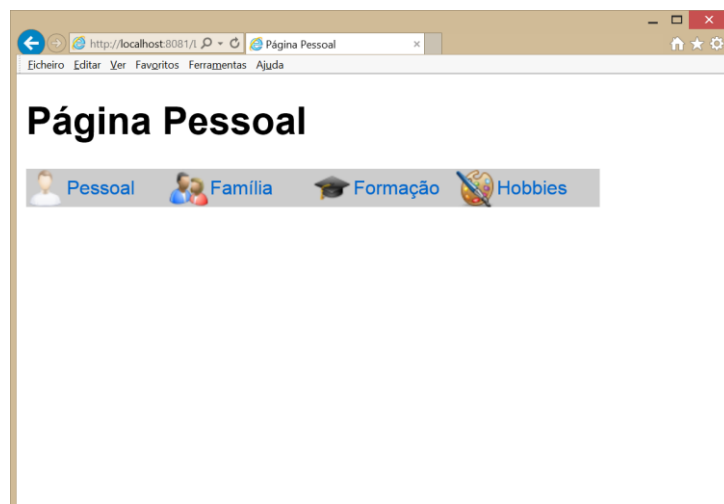 http://localhost:8081/L
Página Pessoal
Ficheiro Editar Ver Favoritos Ferramentas Ajuda
Página Pessoal
Pessoal Família Formação Hobbies